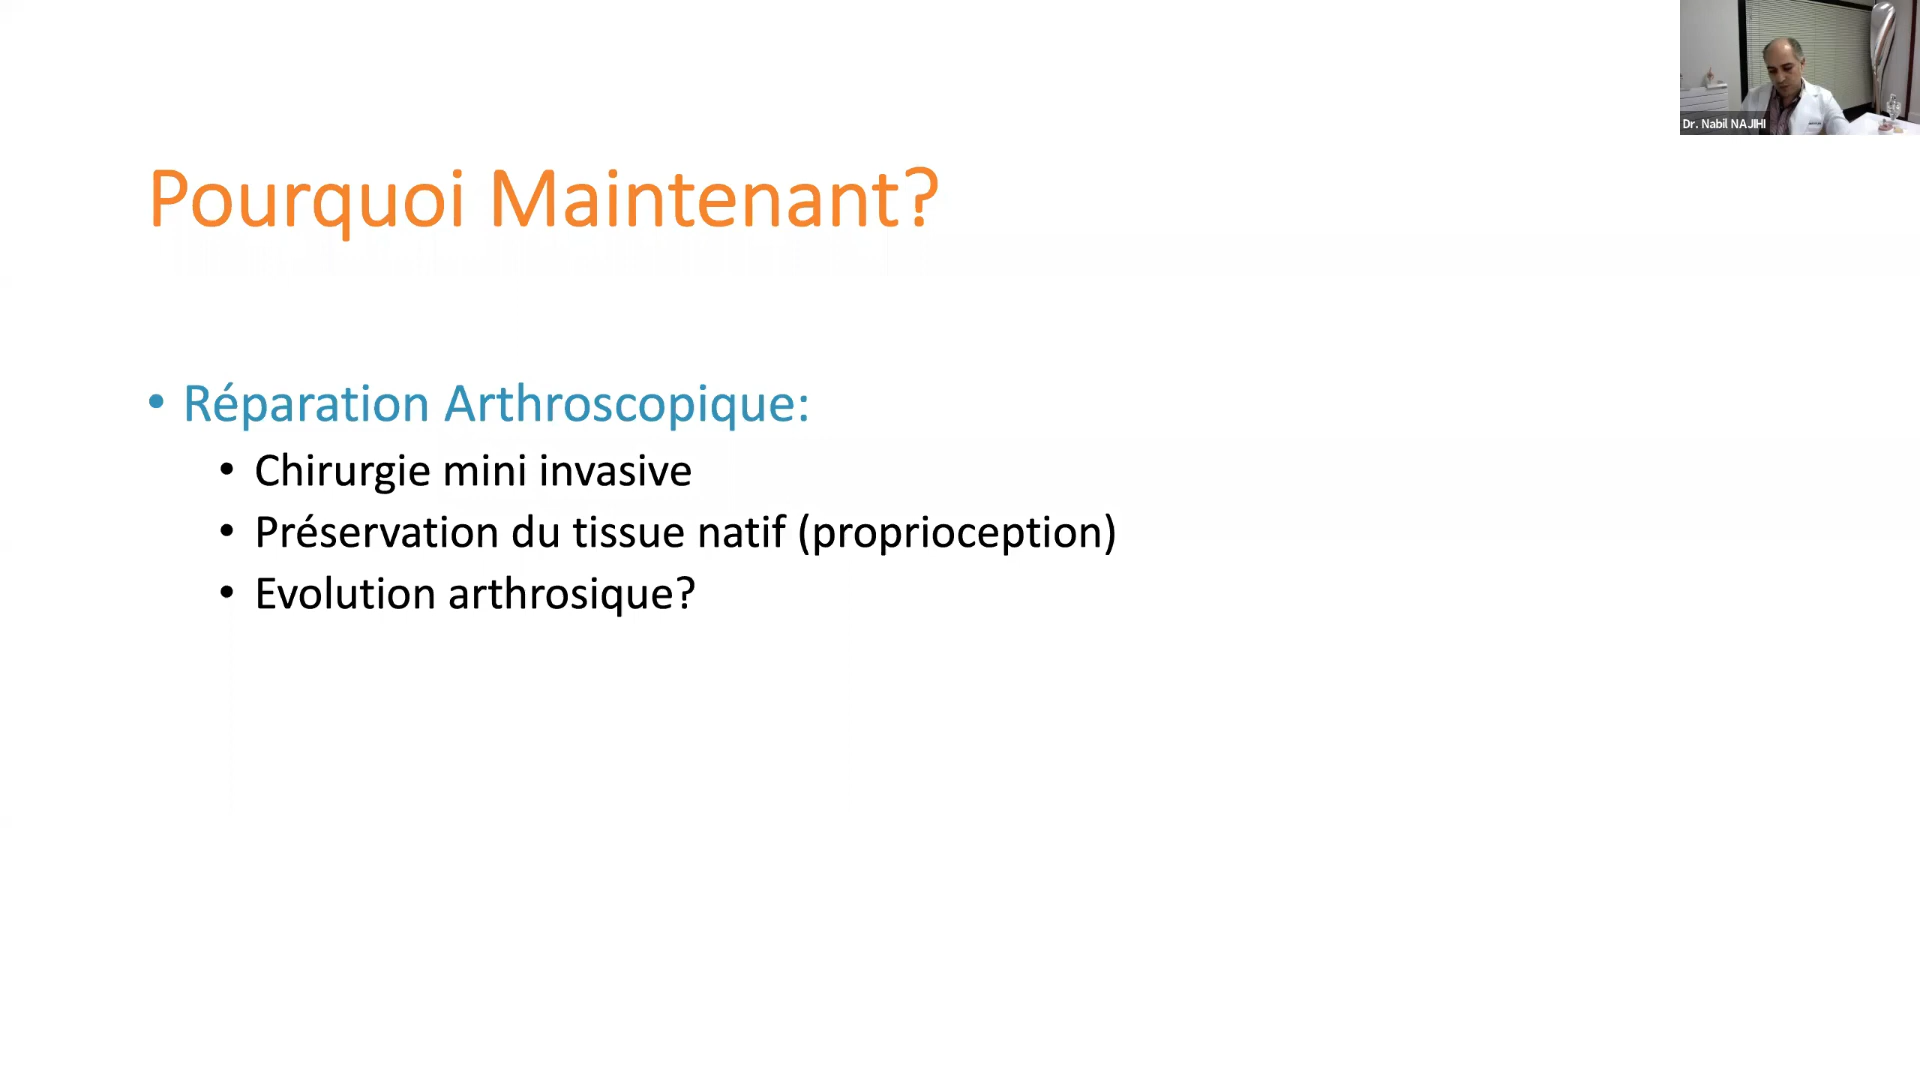 Dr. Nabil NAJIHI
Pourquoi Maintenant?
• Réparation Arthroscopique:
• Chirurgie mini invasive
• Préservation du tissue natif (proprioception)
• Evolution arthrosique?